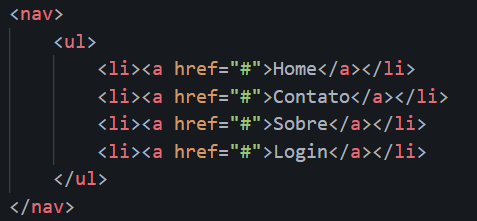 <nav>
<ul>
<li><a href="#">Home</a></li>
<li><a href="#">Contato</a></li>
<li><a href="#">Sobre</a></li>
<li><a href="#">Login</a></li>
</ul>
</nav>